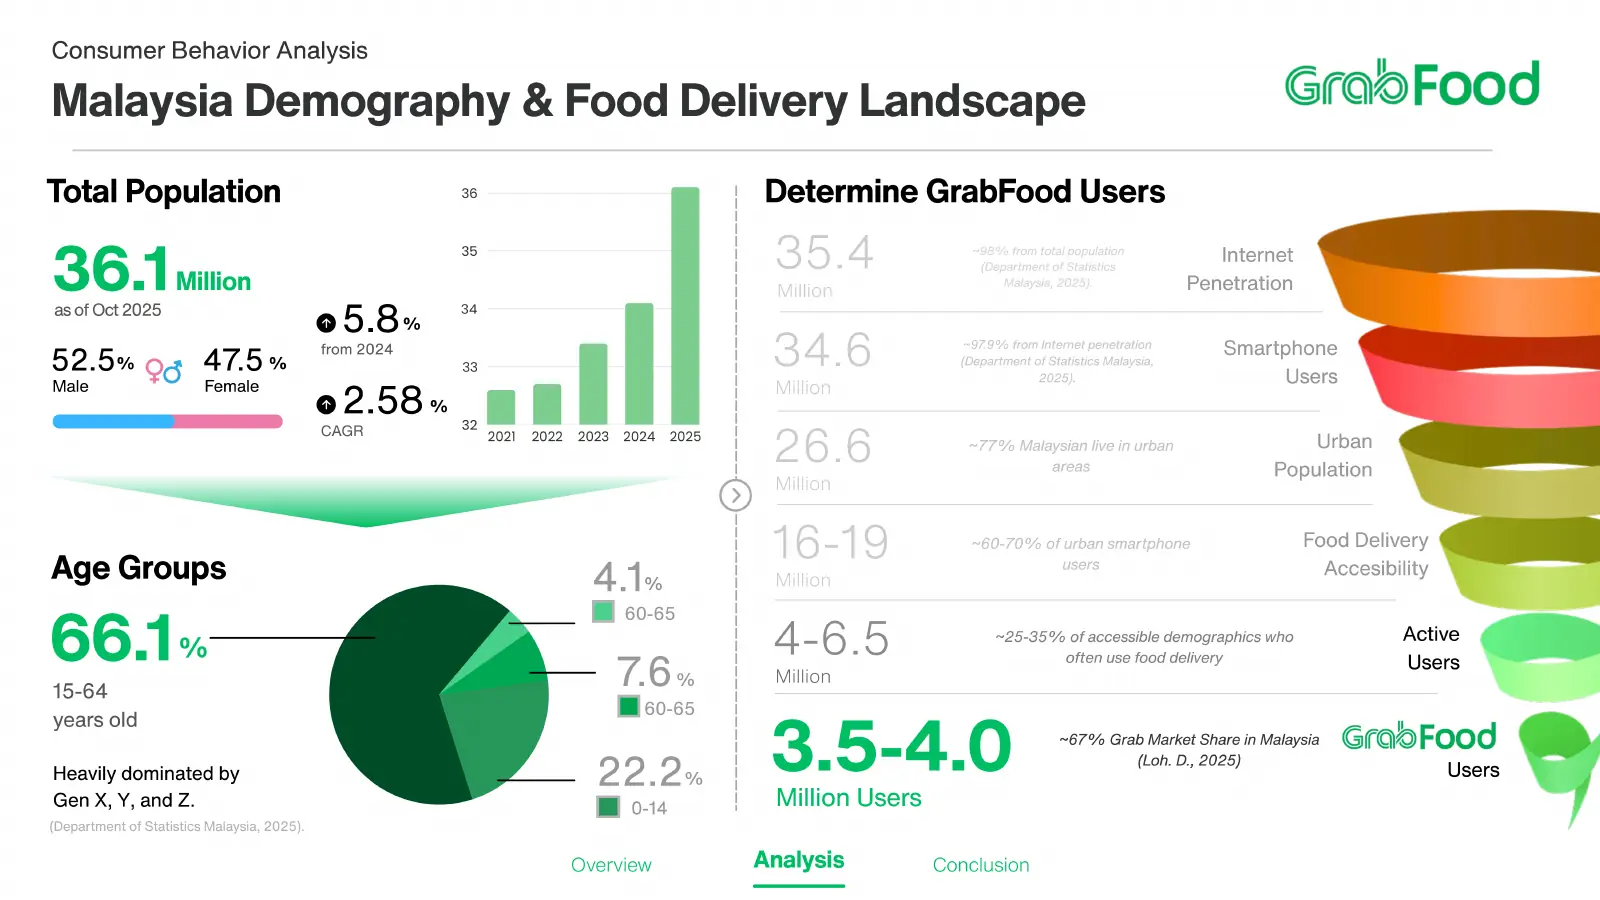 Consumer Behavior Analysis
Malaysia Demography & Food Delivery Landscape
GrabFood
Total Population
36.1 Million
as of Oct 2025
52.5%
Male
47.5 %
Female
5.8 %
from 2024
2.58 %
CAGR
36
35
34
33
32
2021 2022 2023 2024 2025
Age Groups
66.1 %
15-64
years old
Heavily dominated by
Gen X, Y, and Z.
(Department of Statistics Malaysia, 2025).
4.1%
60-65
7.6 %
60-65
22.2%
0-14
Determine GrabFood Users
35.4
Million
~98% from total population
(Department of Statistics
Malaysia, 2025).
Internet
Penetration
34.6
Million
~97.9% from Internet penetration
(Department of Statistics Malaysia,
2025).
Smartphone
Users
26.6
Million
~77% Malaysian live in urban
areas
Urban
Population
16-19
Million
~60-70% of urban smartphone
users
Food Delivery
Accesibility
4-6.5
Million
~25-35% of accessible demographics who
often use food delivery
Active
Users
3.5-4.0
Million Users
~67% Grab Market Share in Malaysia
(Loh. D., 2025)
GrabFood
Users
Overview
Analysis
Conclusion